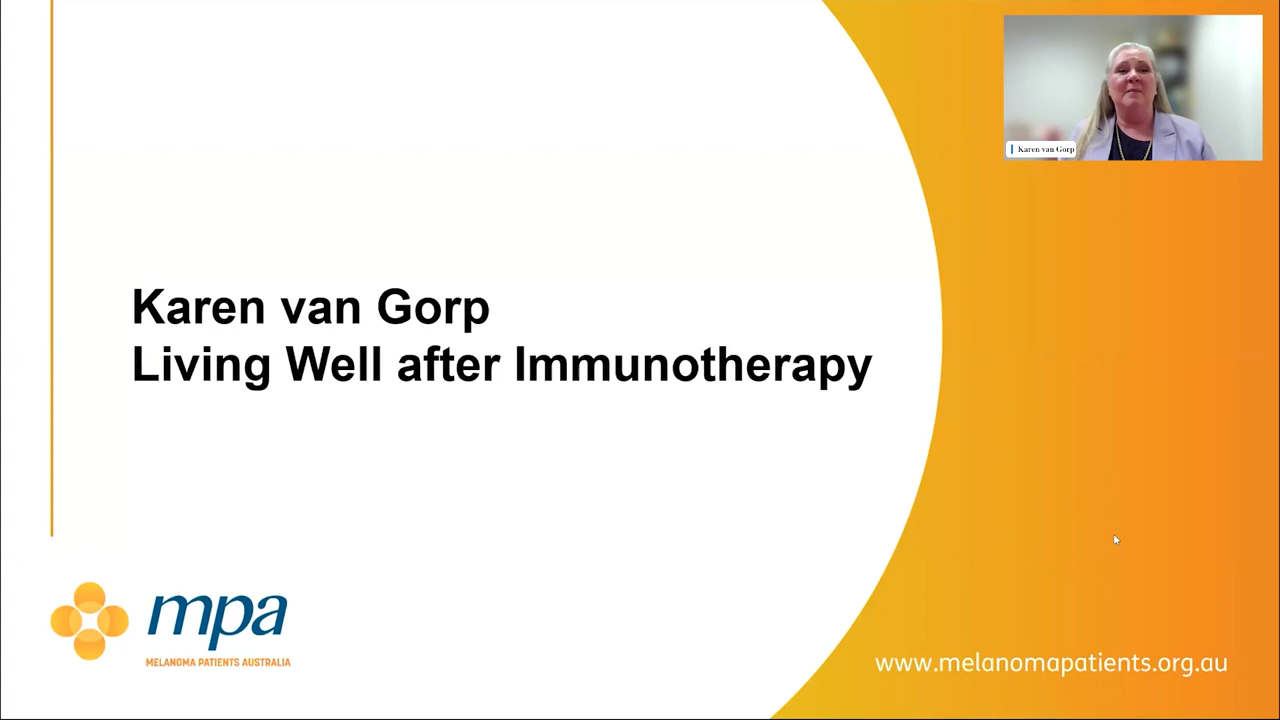 Karen van Gorp
Karen van Gorp
Living Well after Immunotherapy
mpa
MELANOMA PATIENTS AUSTRALIA
www.melanomapatients.org.au